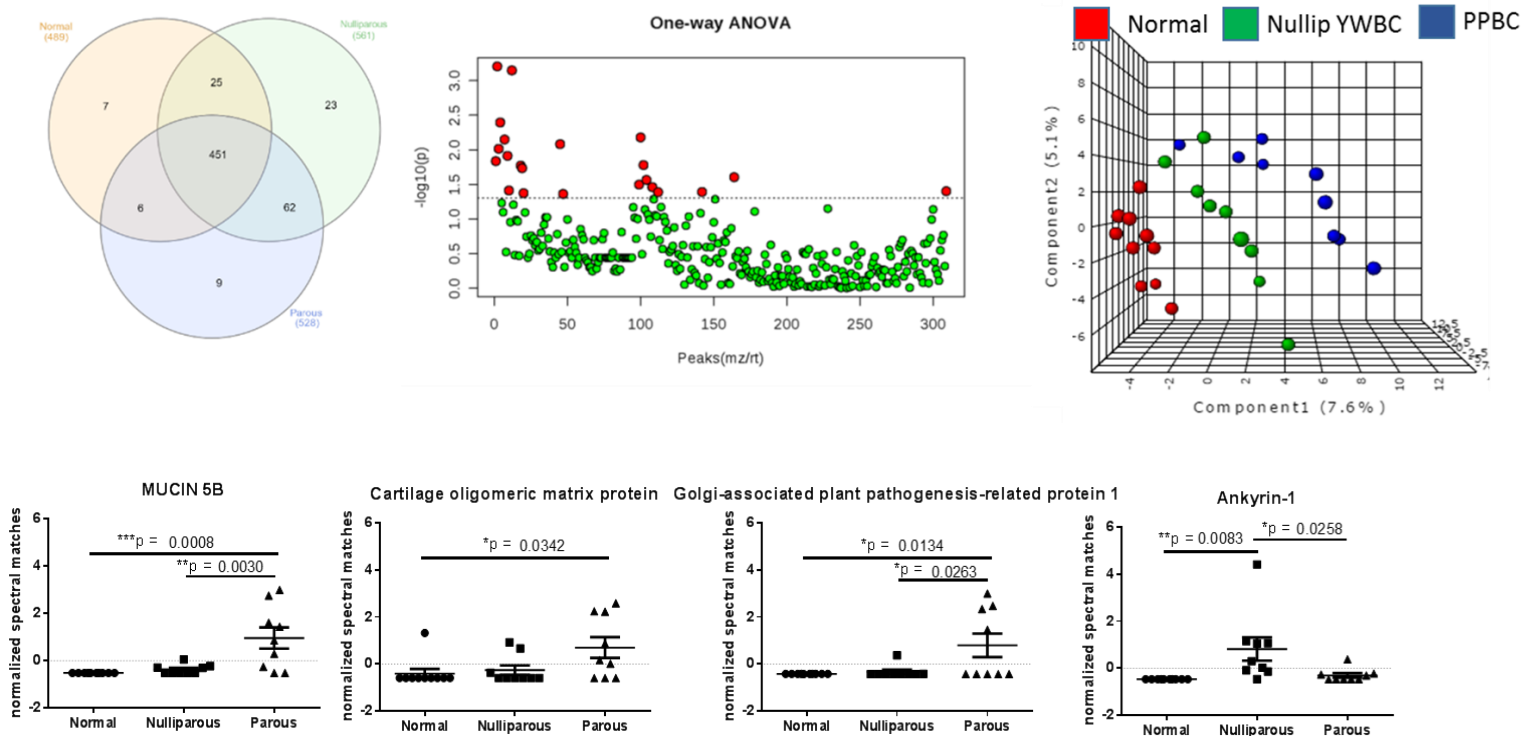 Normal
(489)
Nulliparous
(561)
7
25
23
451
6
62
9
Parous
(528)
One-way ANOVA
-log10(p)
3.0
2.5
2.0
1.5
1.0
0.5
0.0
0 50 100 150 200 250 300
Peaks(mz/rt)
Normal Nullip YWBC PPBC
Component2 (5.1%)
10
8
6
4
2
0
-2
-4
-6
-4 -2 0 2 4 6 8 10 12
Component1 (7.6%)
MUCIN 5B
normalized spectral matches
6
4
2
0
-2
***p = 0.0008
**p = 0.0030
Normal Nulliparous Parous
Cartilage oligomeric matrix protein
normalized spectral matches
6
4
2
0
-2
*p = 0.0342
Normal Nulliparous Parous
Golgi-associated plant pathogenesis-related protein 1
normalized spectral matches
6
4
2
0
-2
*p = 0.0134
*p = 0.0263
Normal Nulliparous Parous
Ankyrin-1
normalized spectral matches
6
4
2
0
-2
**p = 0.0083
*p = 0.0258
Normal Nulliparous Parous